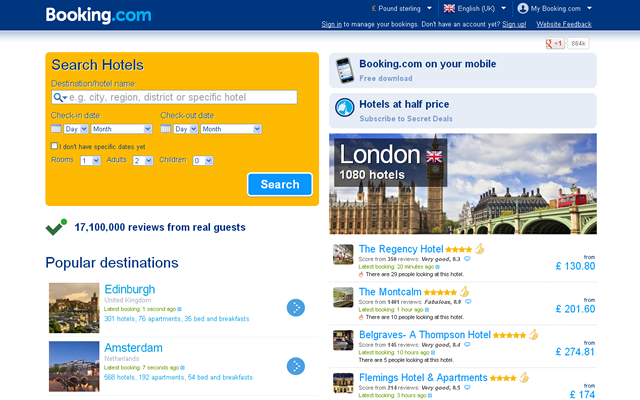 Booking.com
£ Pound sterling
English (UK)
My Booking.com
Sign in to manage your bookings. Don't have an account yet? Sign up!
Website Feedback
+1
864k
Search Hotels
Destination/hotel name:
e.g. city, region, district or specific hotel
Check-in date
Check-out date
Day
Month
Day
Month
I don't have specific dates yet
Rooms 1 Adults 2 Children 0
Search
17,100,000 reviews from real guests
Popular destinations
Edinburgh
United Kingdom
Latest booking: 1 second ago
301 hotels, 76 apartments, 35 bed and breakfasts
Amsterdam
Netherlands
Latest booking: 7 seconds ago
568 hotels, 192 apartments, 54 bed and breakfasts
Booking.com on your mobile
Free download
Hotels at half price
Subscribe to Secret Deals
London
1080 hotels
The Regency Hotel
Score from 350 reviews: Very good, 8.3
Latest booking: 20 minutes ago
There are 29 people looking at this hotel.
from
£ 130.80
The Montcalm
Score from 1401 reviews: Fabulous, 8.9
Latest booking: 1 hour ago
There are 10 people looking at this hotel.
from
£ 201.60
Belgraves- A Thompson Hotel
Score from 145 reviews: Very good, 8.4
Latest booking: 10 hours ago
There are 5 people looking at this hotel.
from
£ 274.81
Flemings Hotel & Apartments
Score from 214 reviews: Very good, 8.5
Latest booking: 3 hours ago
from
£ 174